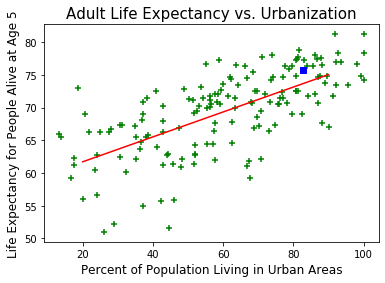 Adult Life Expectancy vs. Urbanization
Life Expectancy for People Alive at Age 5
80
75
70
65
60
55
50
20 40 60 80 100
Percent of Population Living in Urban Areas